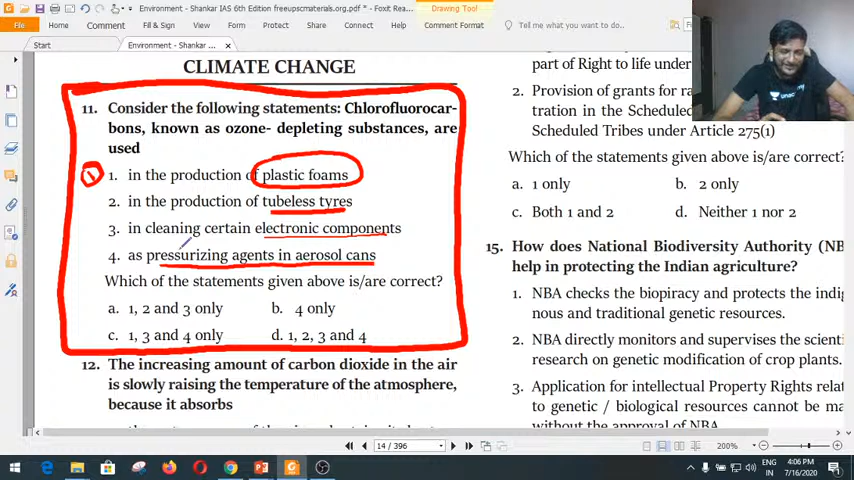 Environment - Shankar IAS 6th Edition freeupscmaterials.org.pdf * - Foxit Rea...
Drawing Tool
File
Home
Comment
Fill & Sign
Annotate
Protect
Deskew
Comment Format
Tell me what you want to do...
Start
Environment - Shankar IAS 6th E...
CLIMATE CHANGE
11. Consider the following statements: Chlorofluorocar-
bons, known as ozone- depleting substances, are
used
1. in the production of plastic foams
2. in the production of tubeless tyres
3. in cleaning certain electronic components
4. as pressurizing agents in aerosol cans
Which of the statements given above is/are correct?
a. 1, 2 and 3 only b. 4 only
c. 1, 3 and 4 only d. 1, 2, 3 and 4
12. The increasing amount of carbon dioxide in the air
is slowly raising the temperature of the atmosphere,
because it absorbs
part of Right to life under
2. Provision of grants for
tration in the Scheduled
Scheduled Tribes under Article 275(1)
Which of the statements given above is/are correct?
a. 1 only b. 2 only
c. Both 1 and 2 d. Neither 1 nor 2
15. How does National Biodiversity Authority (NB
help in protecting the Indian agriculture?
1. NBA checks the biopiracy and protects the indi
nous and traditional genetic resources.
2. NBA directly monitors and supervises the scienti
research on genetic modification of crop plants.
3. Application for intellectual Property Rights relat
to genetic / biological resources cannot be ma
without the approval of NBA.
unacademy
14 / 396
200%
ENG
IN
4:06 PM
7/16/2020